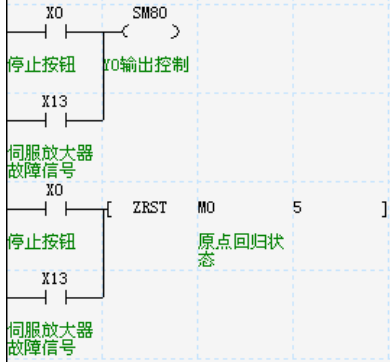 X0 SM80
停止按钮 Y0输出控制
X13
伺服放大器
故障信号
X0 [ ZRST M0 5 ]
停止按钮 原点回归状
态
X13
伺服放大器
故障信号